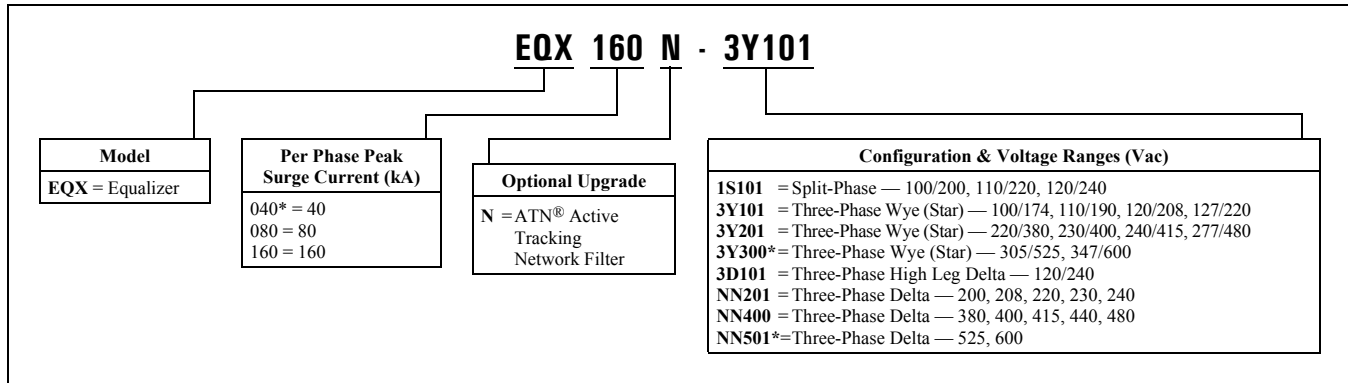 EQX 160 N - 3Y101
Model
EQX = Equalizer
Per Phase Peak
Surge Current (kA)
040* = 40
080 = 80
160 = 160
Optional Upgrade
N = ATN® Active
Tracking
Network Filter
Configuration & Voltage Ranges (Vac)
1S101 = Split-Phase — 100/200, 110/220, 120/240
3Y101 = Three-Phase Wye (Star) — 100/174, 110/190, 120/208, 127/220
3Y201 = Three-Phase Wye (Star) — 220/380, 230/400, 240/415, 277/480
3Y300* = Three-Phase Wye (Star) — 305/525, 347/600
3D101 = Three-Phase High Leg Delta — 120/240
NN201 = Three-Phase Delta — 200, 208, 220, 230, 240
NN400 = Three-Phase Delta — 380, 400, 415, 440, 480
NN501*=Three-Phase Delta — 525, 600